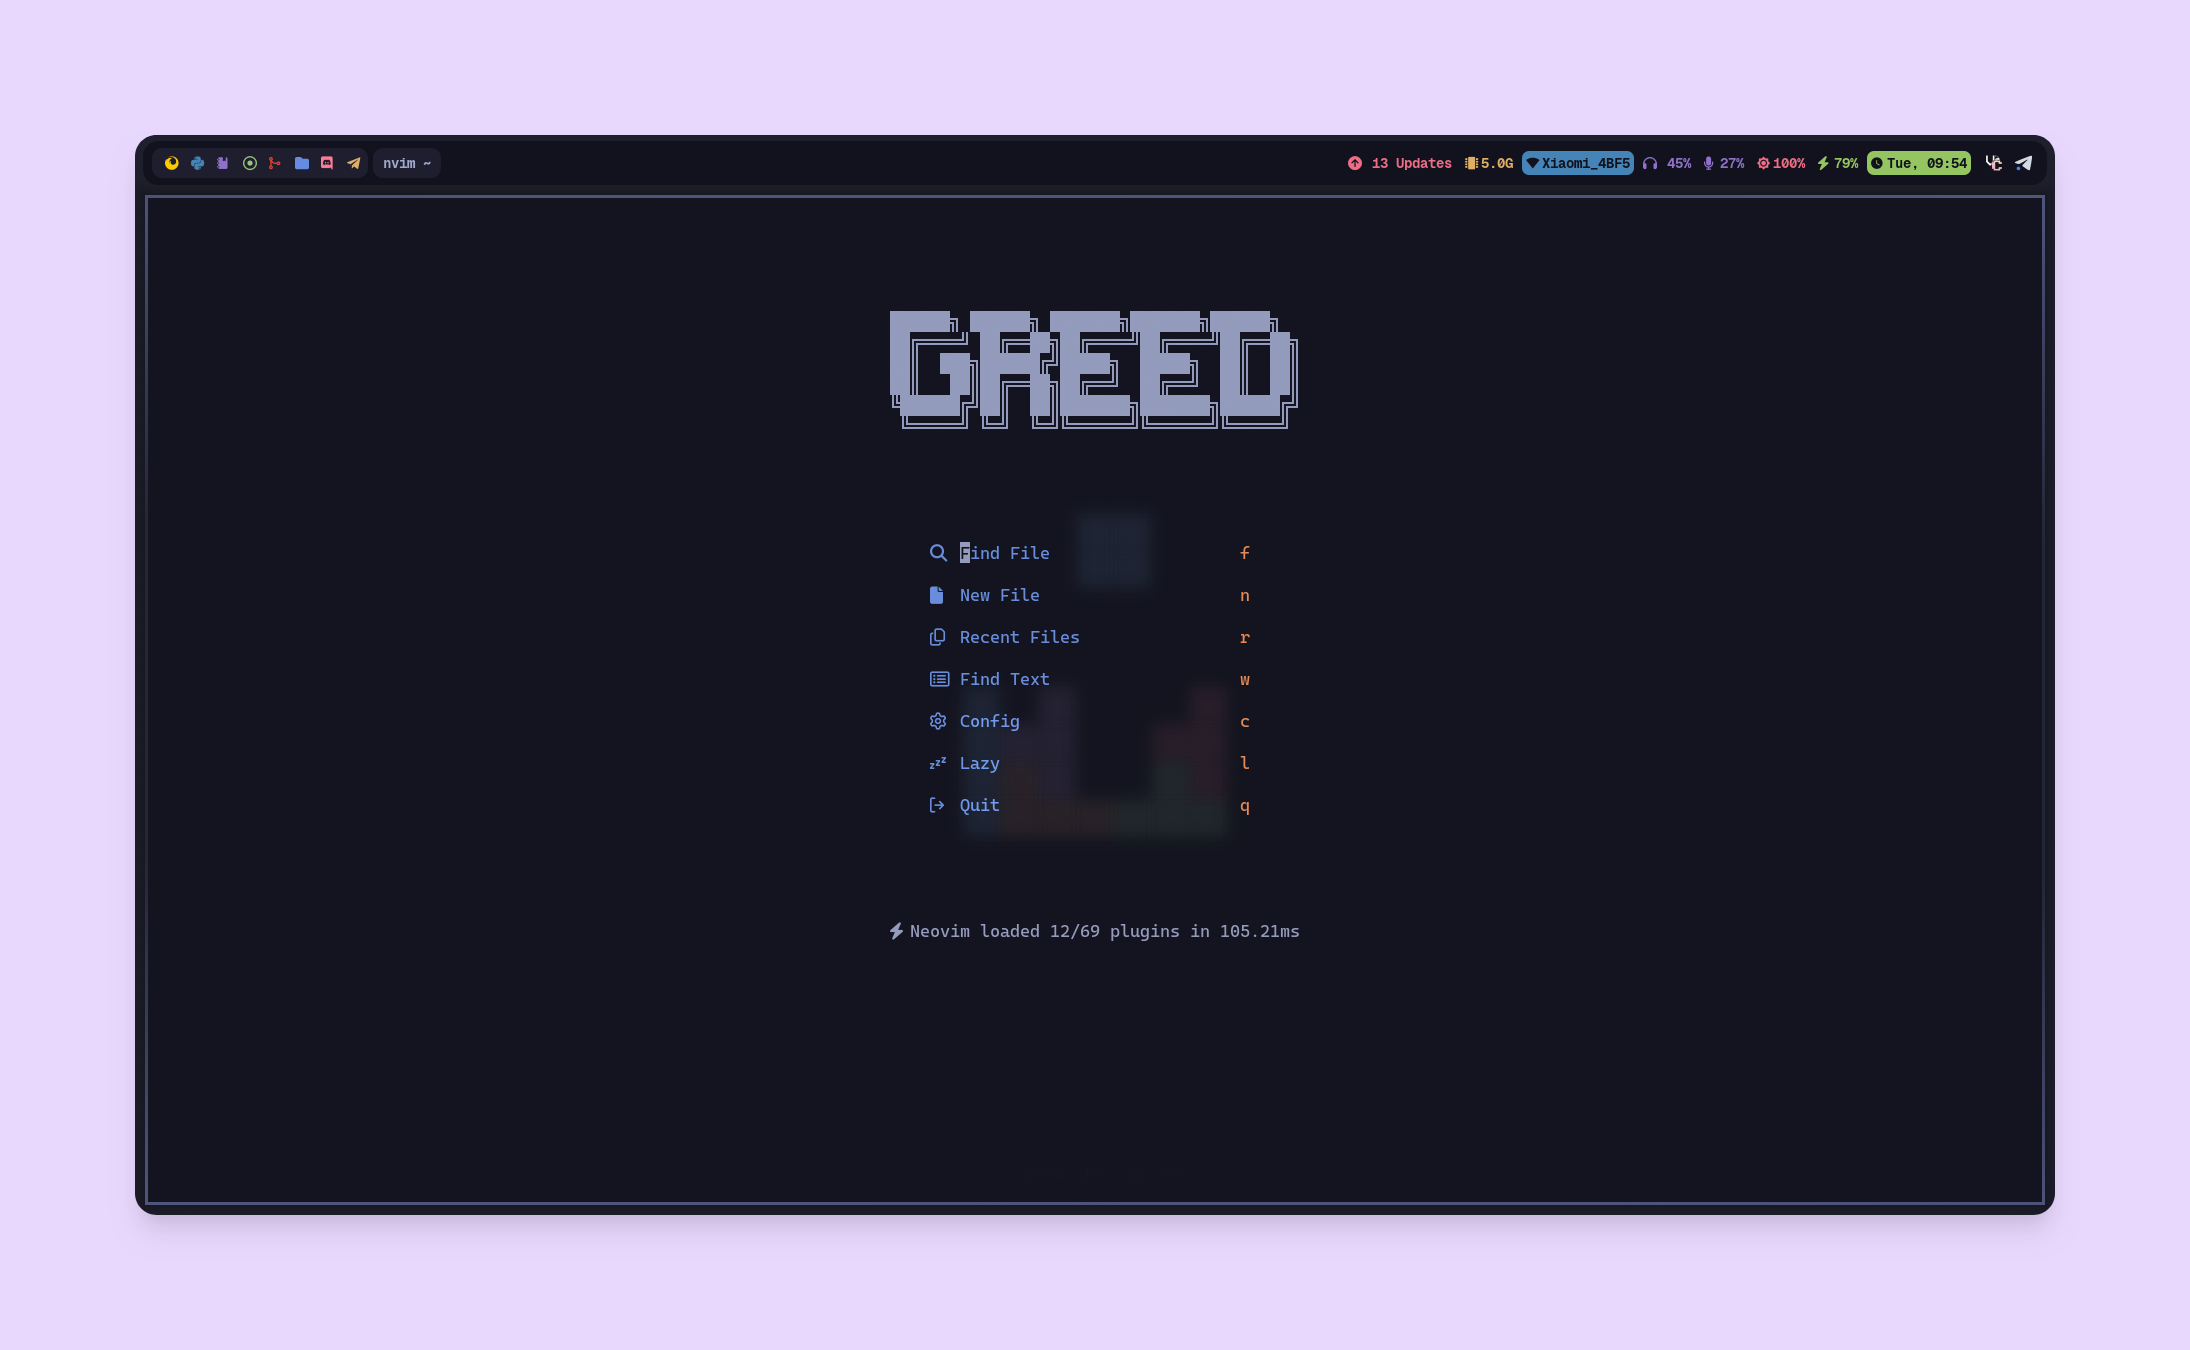 nvim ~ 13 Updates 5.0G Xiaomi_4BF5 45% 27% 100% 79% Tue, 09:54
GREED
Find File f
New File n
Recent Files r
Find Text w
Config c
zzz Lazy l
Quit q
Neovim loaded 12/69 plugins in 105.21ms